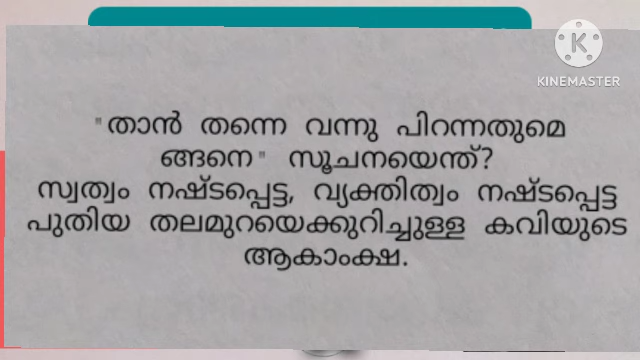 K
KINEMASTER
"താൻ തന്നെ വന്നു പിറന്നതുമെ
ങ്ങനെ" സൂചനയെന്ത്?
സ്വത്വം നഷ്ടപ്പെട്ട, വ്യക്തിത്വം നഷ്ടപ്പെട്ട
പുതിയ തലമുറയെക്കുറിച്ചുള്ള കവിയുടെ
ആകാംക്ഷ.